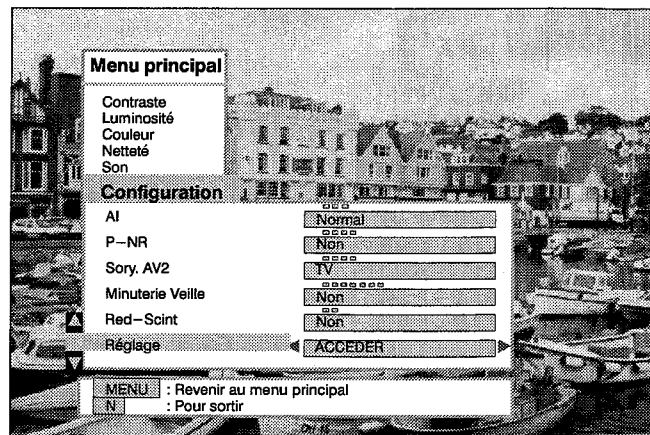 Menu principal
Contraste
Luminosité
Couleur
Netteté
Son
Configuration
AI Normal
P-NR Non
Sory. AV2 TV
Minuterie Veille Non
Red-Scint Non
Réglage ACCEDER
MENU : Revenir au menu principal
N : Pour sortir